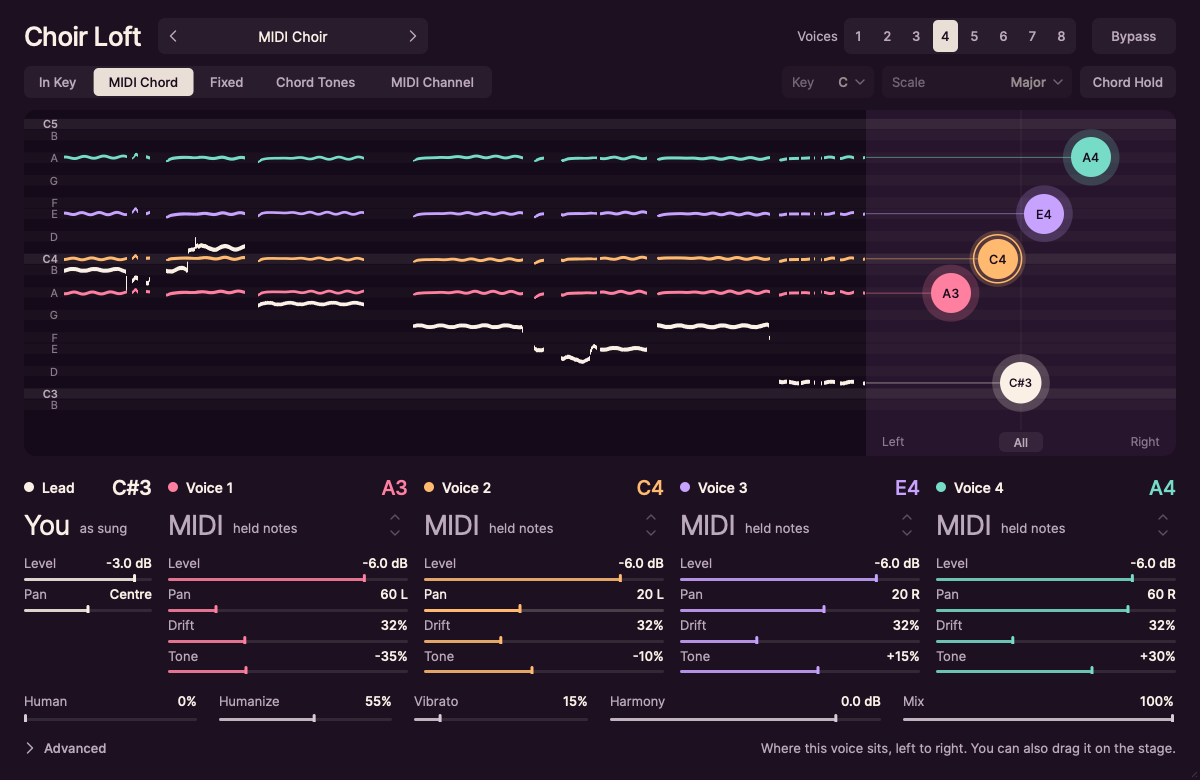 Choir Loft MIDI Choir Voices 1 2 3 4 5 6 7 8 Bypass
In Key MIDI Chord Fixed Chord Tones MIDI Channel Key C Scale Major Chord Hold
C5
B
A A4
G
F
E E4
D
C4 C4
B
A A3
G
F
E
D C#3
C3
B
Left All Right
Lead C#3 Voice 1 A3 Voice 2 C4 Voice 3 E4 Voice 4 A4
You as sung MIDI held notes MIDI held notes MIDI held notes MIDI held notes
Level -3.0 dB Level -6.0 dB Level -6.0 dB Level -6.0 dB Level -6.0 dB
Pan Centre Pan 60 L Pan 20 L Pan 20 R Pan 60 R
Drift 32% Drift 32% Drift 32% Drift 32%
Tone -35% Tone -10% Tone +15% Tone +30%
Human 0% Humanize 55% Vibrato 15% Harmony 0.0 dB Mix 100%
Advanced Where this voice sits, left to right. You can also drag it on the stage.